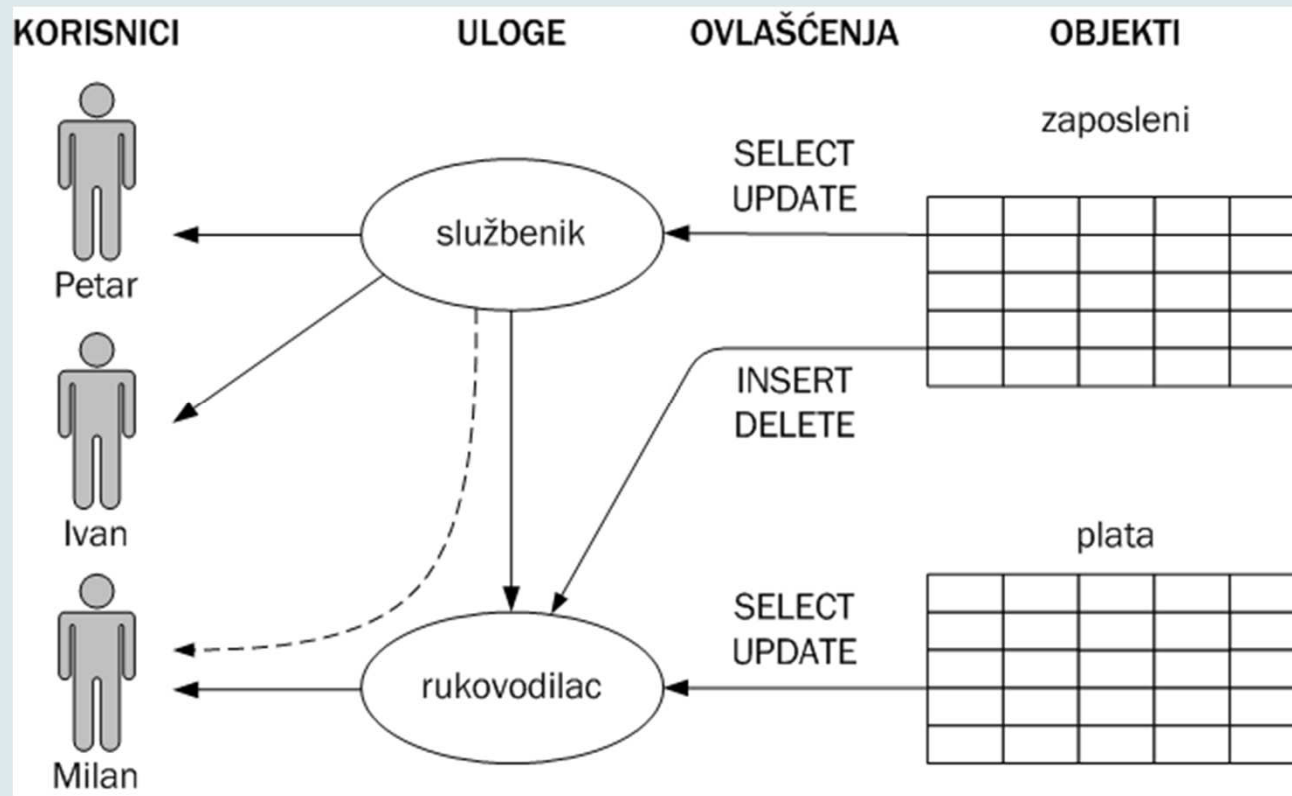 KORISNICI ULOGE OVLAŠĆENJA OBJEKTI
zaposleni
SELECT
UPDATE
službenik
Petar
INSERT
DELETE
Ivan
plata
SELECT
UPDATE
rukovodilac
Milan